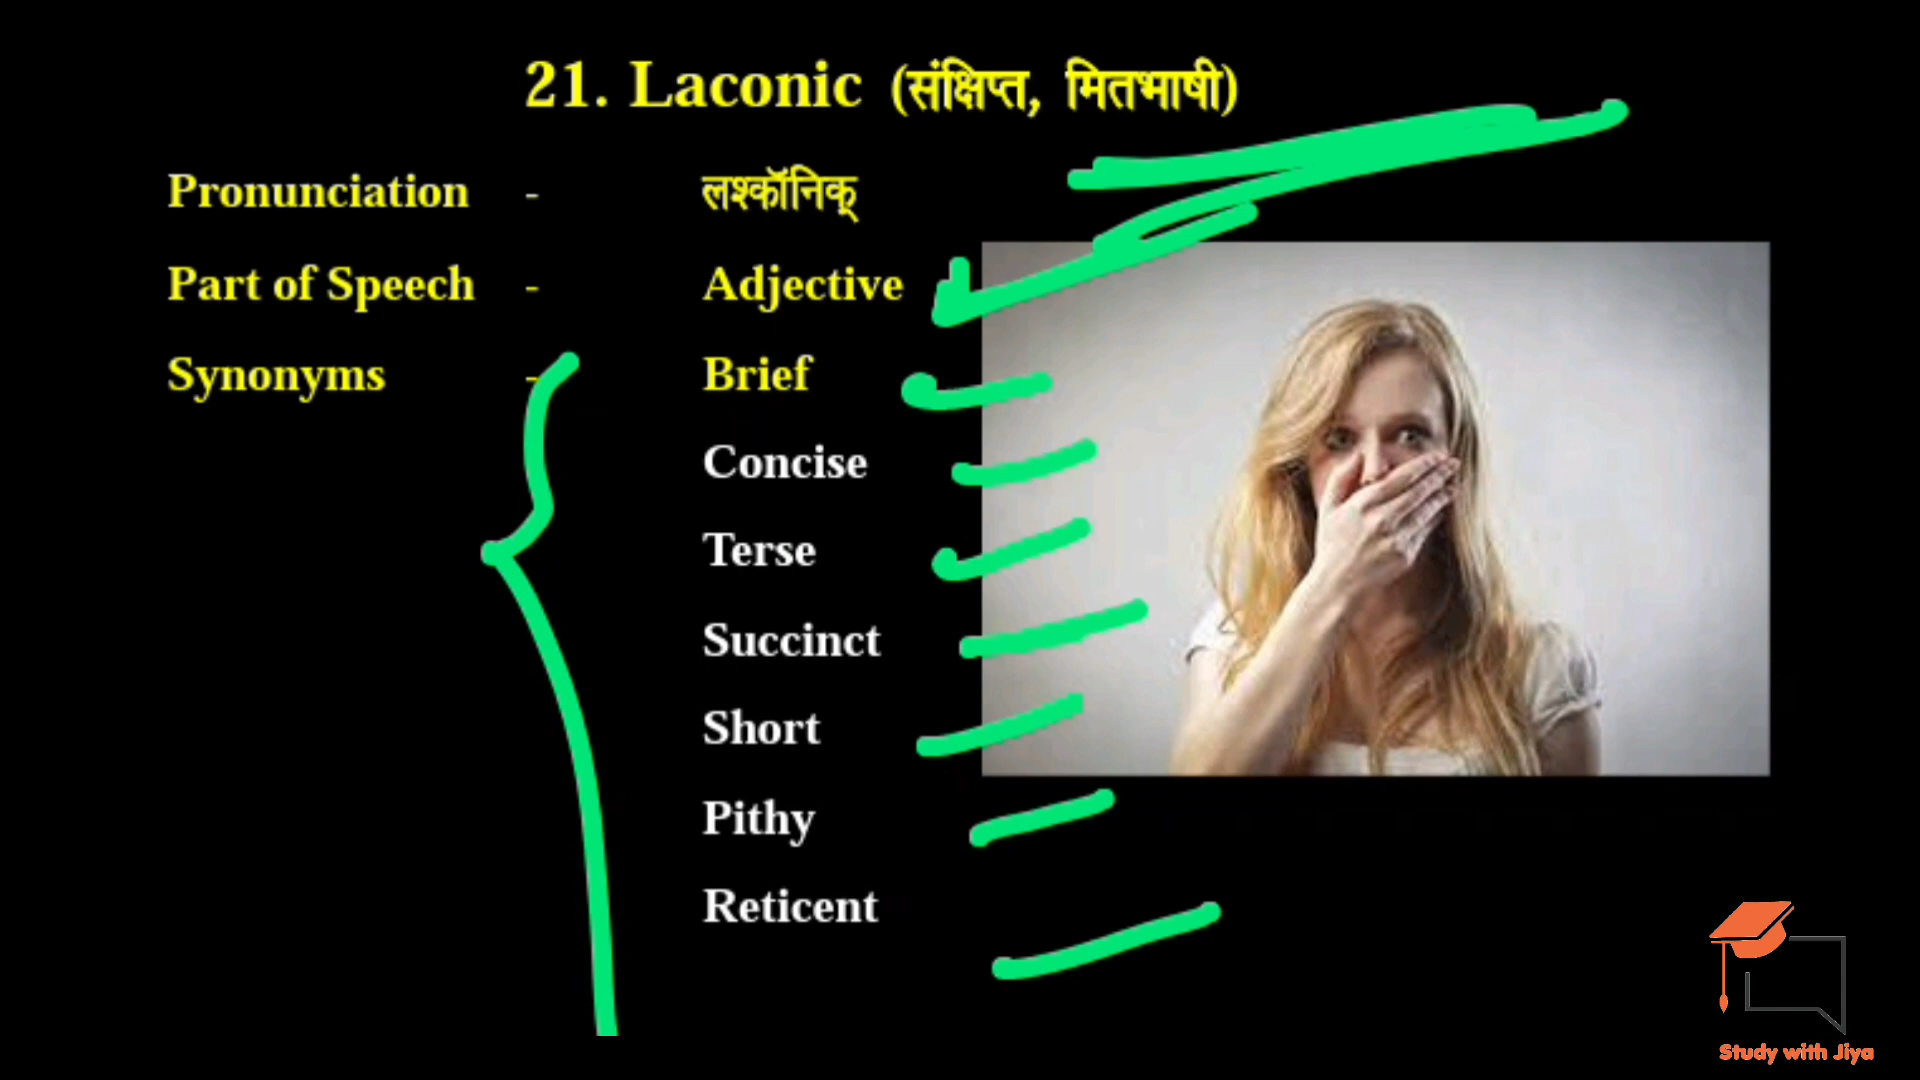 21. Laconic (संक्षिप्त, मितभाषी)
Pronunciation - लश्कॉनिक्
Part of Speech - Adjective
Synonyms - Brief
Concise
Terse
Succinct
Short
Pithy
Reticent
Study with Jiya